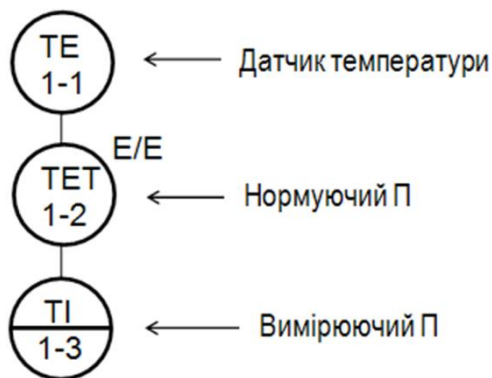 TE
1-1
Датчик температури
E/E
TET
1-2
Нормуючий П
TI
1-3
Вимірюючий П